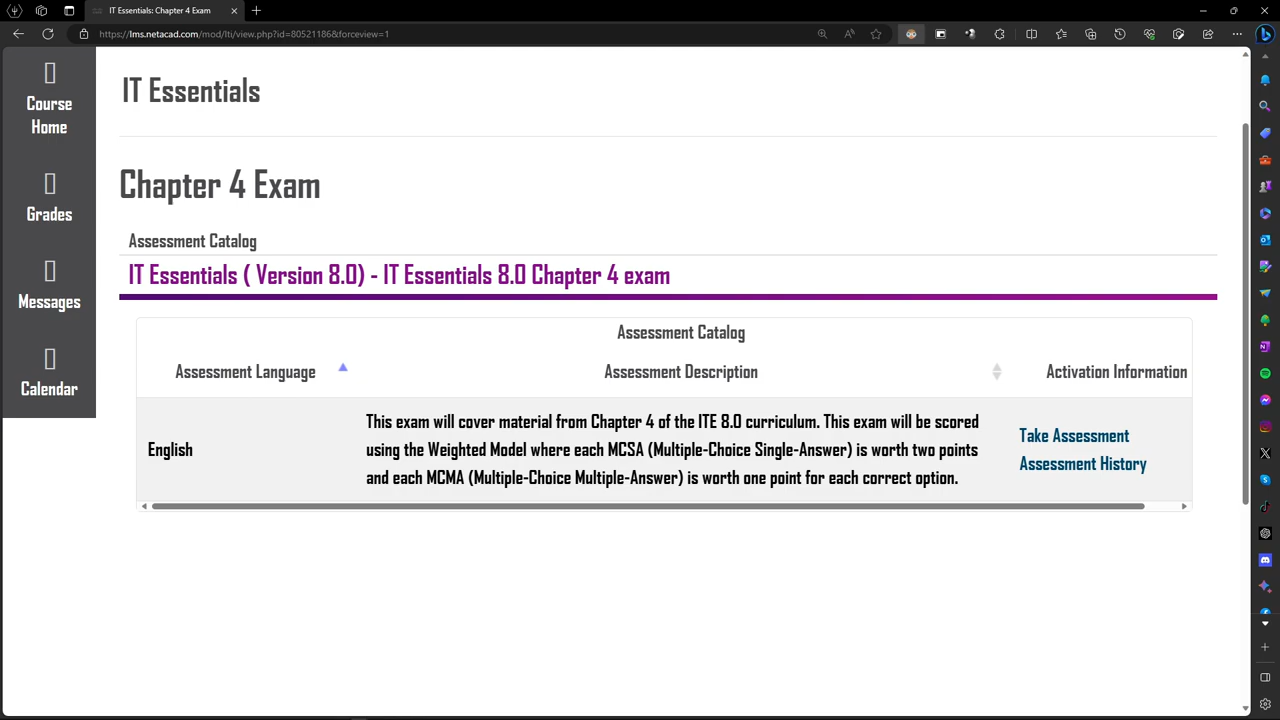 IT Essentials: Chapter 4 Exam
https://lms.netacad.com/mod/lti/view.php?id=80521186&forceview=1
Course
Home
Grades
Messages
Calendar
IT Essentials
Chapter 4 Exam
Assessment Catalog
IT Essentials ( Version 8.0) - IT Essentials 8.0 Chapter 4 exam
Assessment Catalog
Assessment Language Assessment Description Activation Information
English
This exam will cover material from Chapter 4 of the ITE 8.0 curriculum. This exam will be scored
using the Weighted Model where each MCSA (Multiple-Choice Single-Answer) is worth two points
and each MCMA (Multiple-Choice Multiple-Answer) is worth one point for each correct option.
Take Assessment
Assessment History